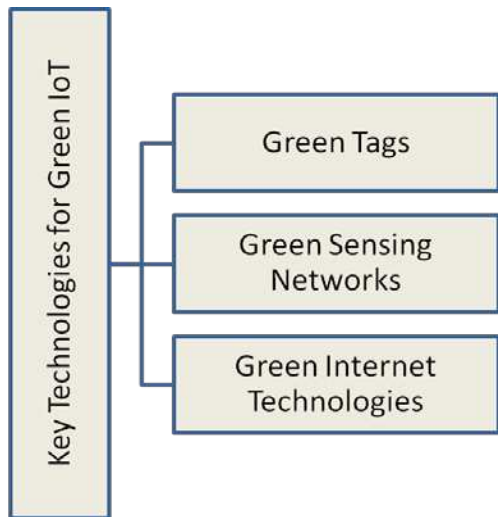 Key Technologies for Green IoT
Green Tags
Green Sensing
Networks
Green Internet
Technologies